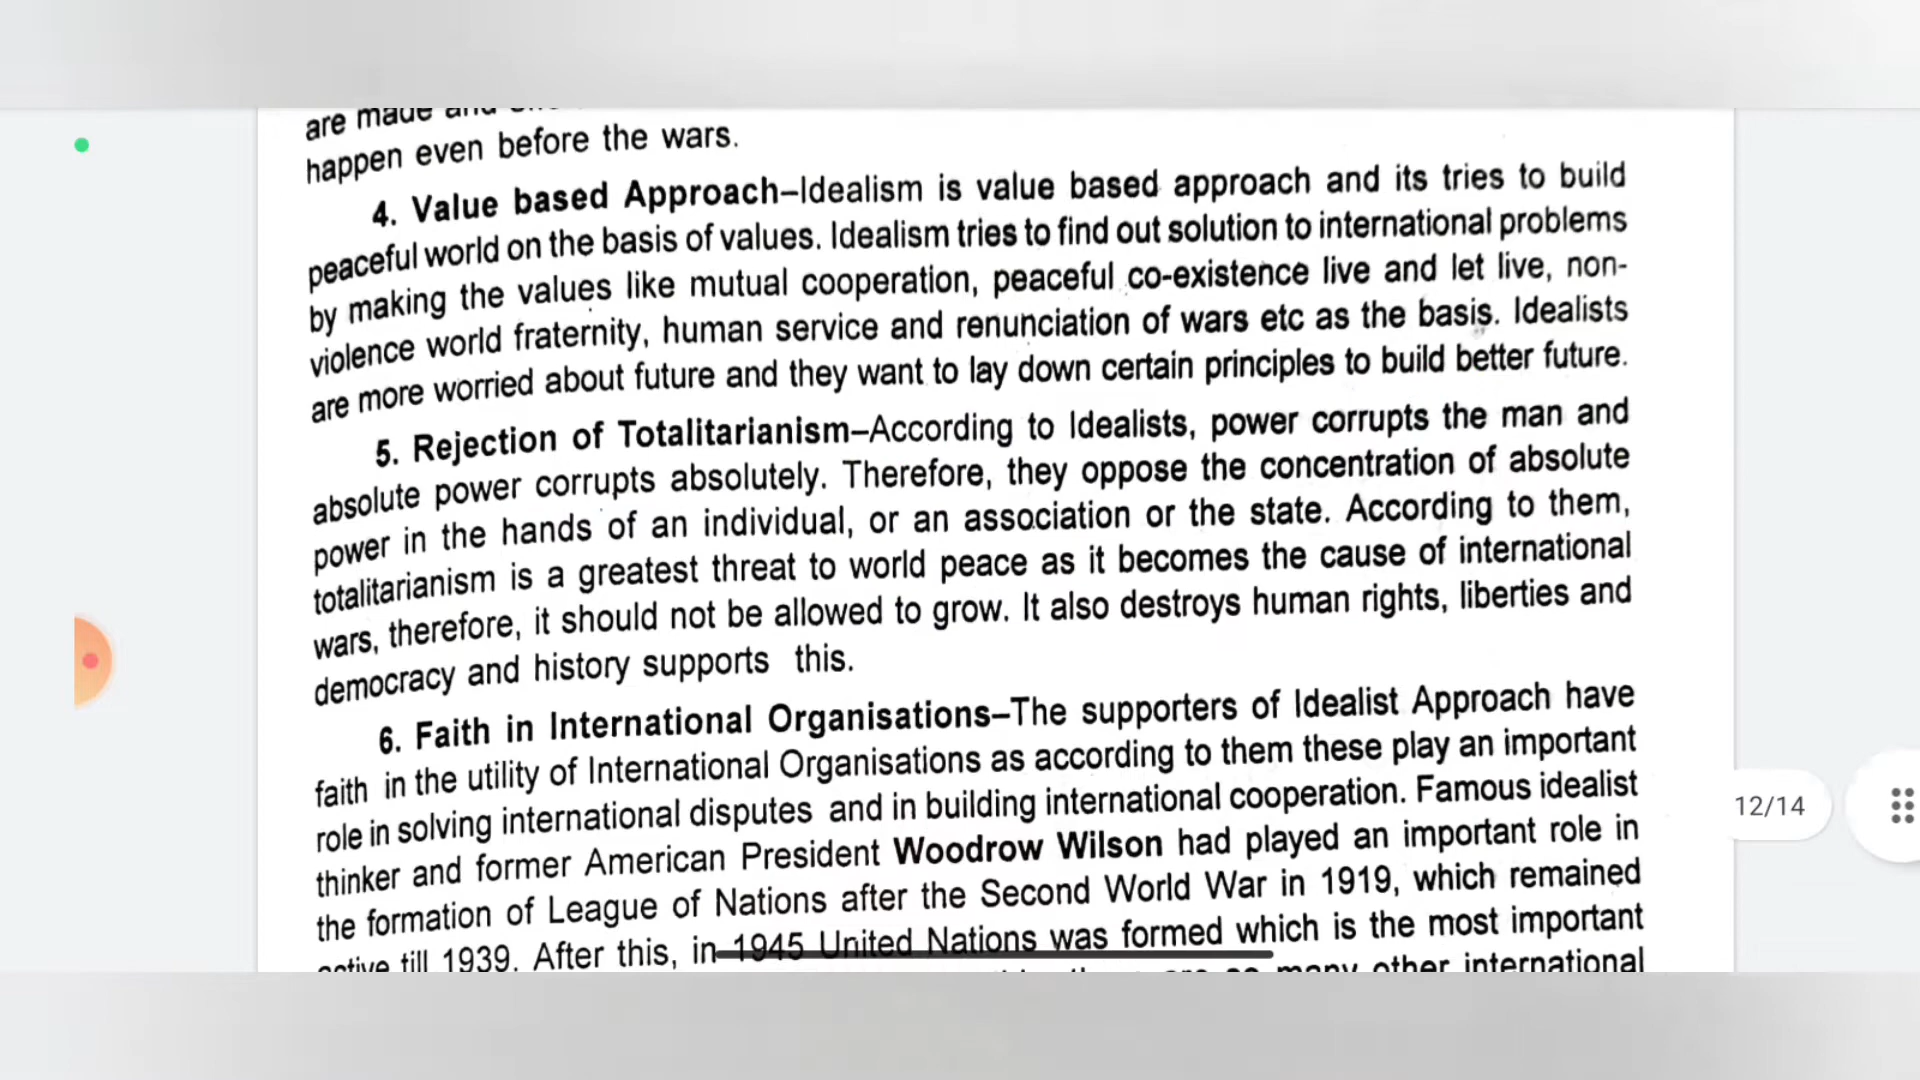 are made and
happen even before the wars.
4. Value based Approach–Idealism is value based approach and its tries to build
peaceful world on the basis of values. Idealism tries to find out solution to international problems
by making the values like mutual cooperation, peaceful co-existence live and let live, non-
violence world fraternity, human service and renunciation of wars etc as the basis. Idealists
are more worried about future and they want to lay down certain principles to build better future.
5. Rejection of Totalitarianism–According to Idealists, power corrupts the man and
absolute power corrupts absolutely. Therefore, they oppose the concentration of absolute
power in the hands of an individual, or an association or the state. According to them,
totalitarianism is a greatest threat to world peace as it becomes the cause of international
wars, therefore, it should not be allowed to grow. It also destroys human rights, liberties and
democracy and history supports this.
6. Faith in International Organisations–The supporters of Idealist Approach have
faith in the utility of International Organisations as according to them these play an important
role in solving international disputes and in building international cooperation. Famous idealist
thinker and former American President Woodrow Wilson had played an important role in
the formation of League of Nations after the Second World War in 1919, which remained
active till 1939. After this, in 1945 United Nations was formed which is the most important
many other international
12/14